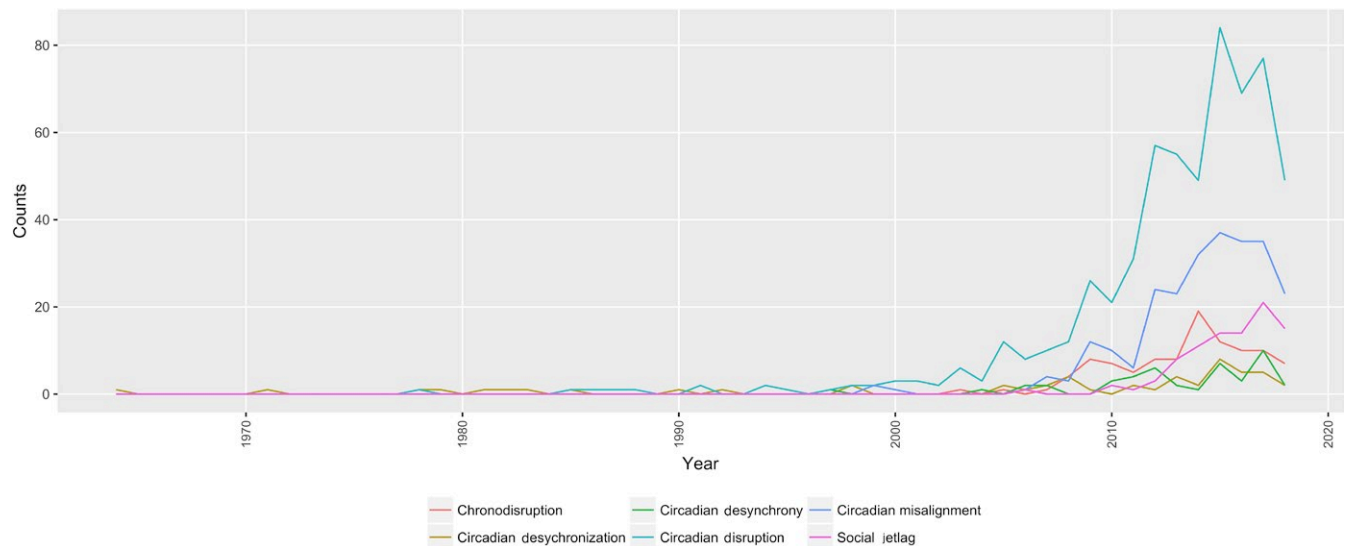 80
60
40
20
0
Counts
1970
1980
1990
2000
2010
2020
Year
Chronodisruption
Circadian desynchrony
Circadian misalignment
Circadian desychronization
Circadian disruption
Social jetlag